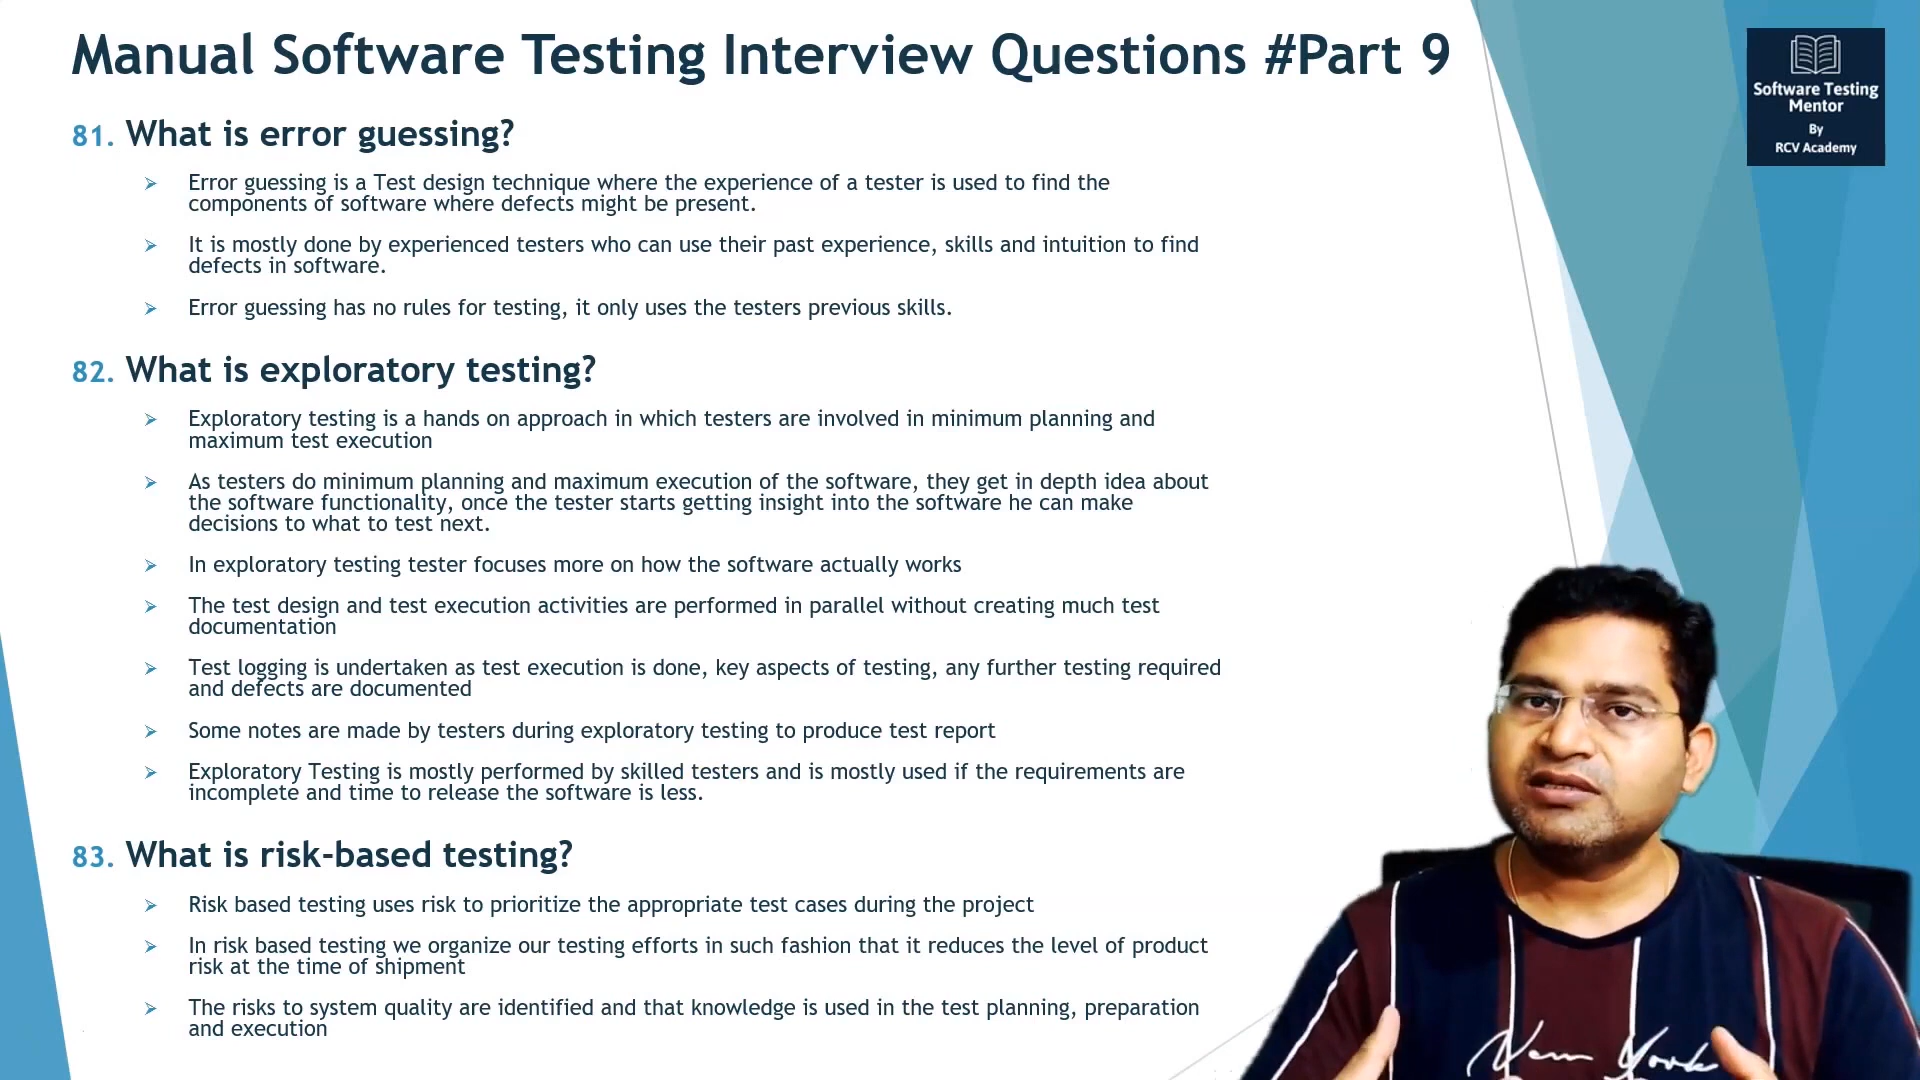 Manual Software Testing Interview Questions #Part 9
Software Testing
Mentor
By
RCV Academy
81. What is error guessing?
Error guessing is a Test design technique where the experience of a tester is used to find the
components of software where defects might be present.
It is mostly done by experienced testers who can use their past experience, skills and intuition to find
defects in software.
Error guessing has no rules for testing, it only uses the testers previous skills.
82. What is exploratory testing?
Exploratory testing is a hands on approach in which testers are involved in minimum planning and
maximum test execution
As testers do minimum planning and maximum execution of the software, they get in depth idea about
the software functionality, once the tester starts getting insight into the software he can make
decisions to what to test next.
In exploratory testing tester focuses more on how the software actually works
The test design and test execution activities are performed in parallel without creating much test
documentation
Test logging is undertaken as test execution is done, key aspects of testing, any further testing required
and defects are documented
Some notes are made by testers during exploratory testing to produce test report
Exploratory Testing is mostly performed by skilled testers and is mostly used if the requirements are
incomplete and time to release the software is less.
83. What is risk-based testing?
Risk based testing uses risk to prioritize the appropriate test cases during the project
In risk based testing we organize our testing efforts in such fashion that it reduces the level of product
risk at the time of shipment
The risks to system quality are identified and that knowledge is used in the test planning, preparation
and execution
New York